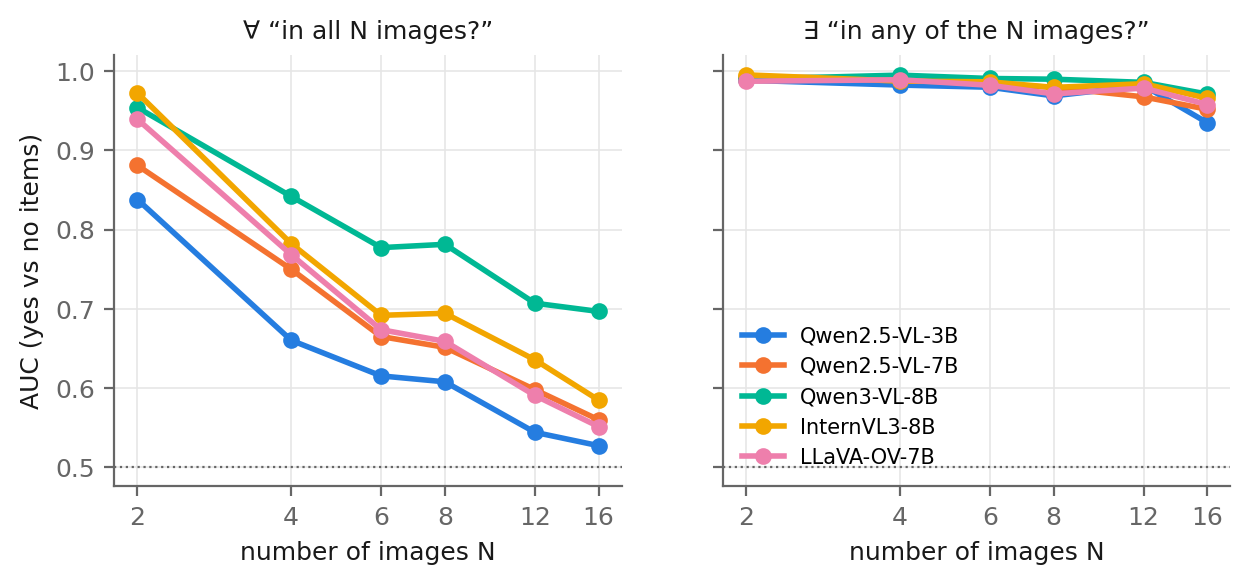 ∀ “in all N images?”
AUC (yes vs no items)
1.0
0.9
0.8
0.7
0.6
0.5
2 4 6 8 12 16
number of images N
∃ “in any of the N images?”
Qwen2.5-VL-3B
Qwen2.5-VL-7B
Qwen3-VL-8B
InternVL3-8B
LLaVA-OV-7B
2 4 6 8 12 16
number of images N